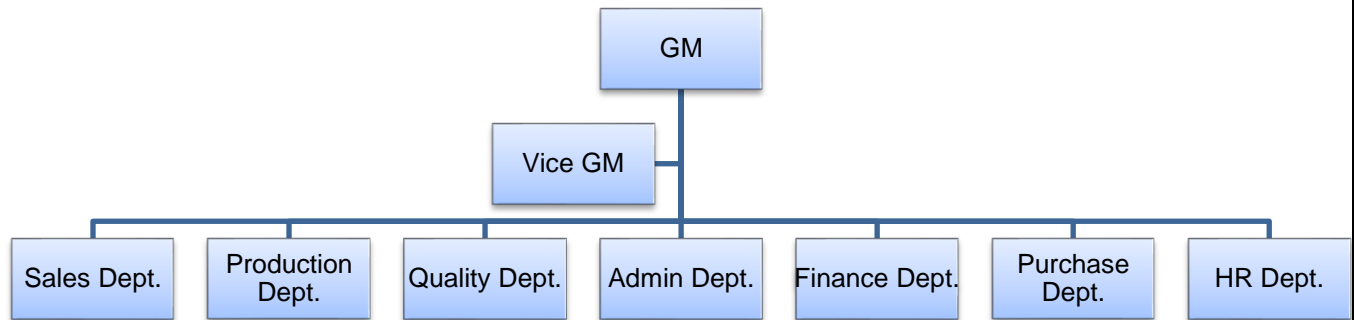 GM
Vice GM
Sales Dept.
Production
Dept.
Quality Dept.
Admin Dept.
Finance Dept.
Purchase
Dept.
HR Dept.